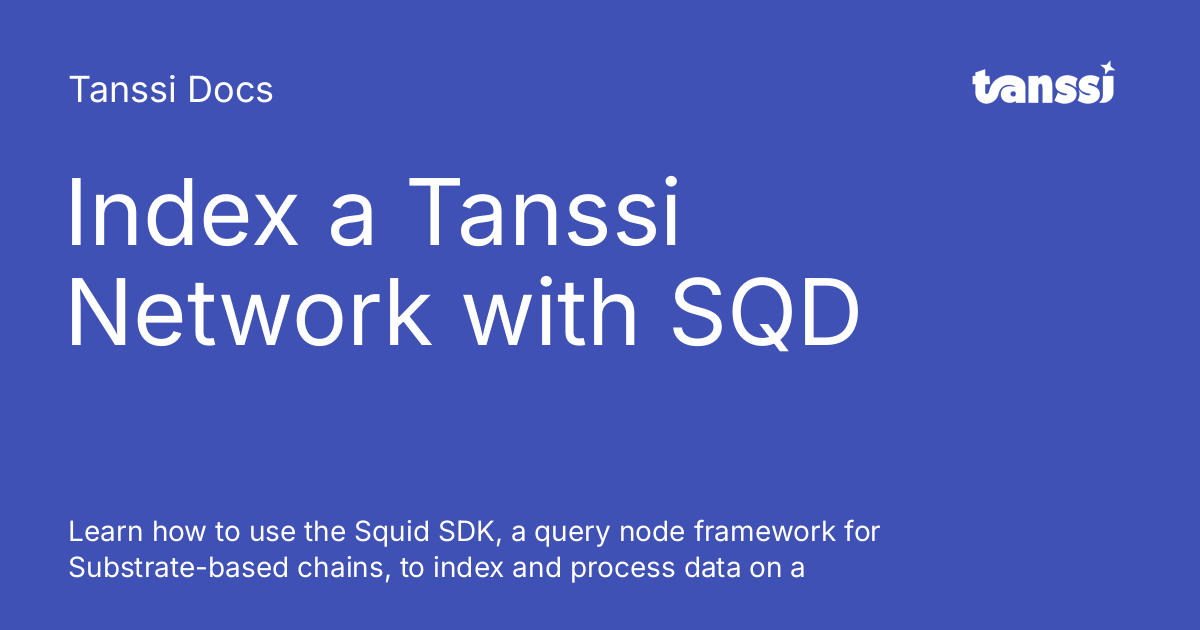 Tanssi Docs
tanssi
Index a Tanssi
Network with SQD
Learn how to use the Squid SDK, a query node framework for
Substrate-based chains, to index and process data on a